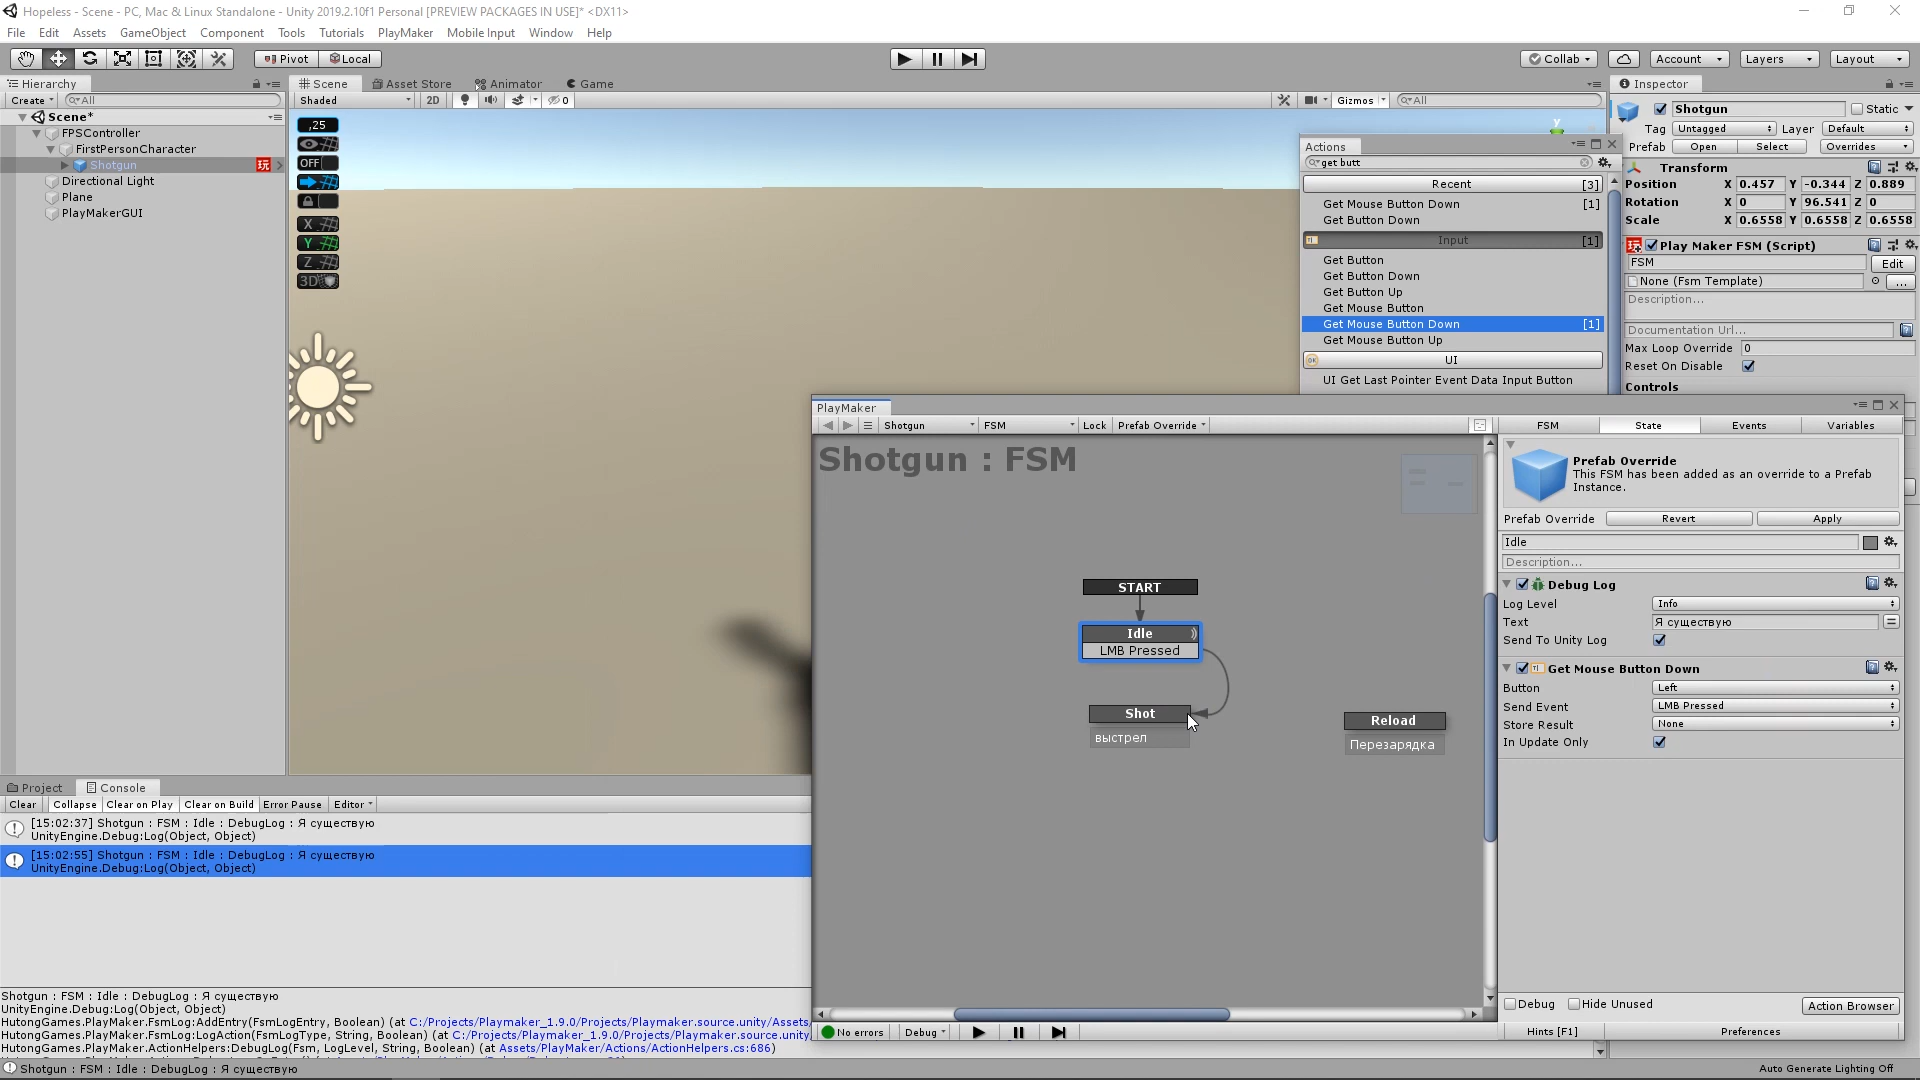 Hopeless - Scene - PC, Mac & Linux Standalone - Unity 2019.2.10f1 Personal [PREVIEW PACKAGES IN USE]* <DX11>
File Edit Assets GameObject Component Tools Tutorials PlayMaker Mobile Input Window Help
Pivot Local Collab Account Layers Layout
Hierarchy
Create All
Scene*
FPSController
FirstPersonCharacter
Shotgun
Directional Light
Plane
PlayMakerGUI
Scene Asset Store Animator Game
Shaded 2D 0 Gizmos All
,25
OFF
X
Y
Z
3D
y
Actions
get butt
Recent [3]
Get Mouse Button Down [1]
Get Button Down
Input [1]
Get Button
Get Button Down
Get Button Up
Get Mouse Button
Get Mouse Button Down [1]
Get Mouse Button Up
UI
UI Get Last Pointer Event Data Input Button
Inspector
Shotgun Static
Tag Untagged Layer Default
Prefab Open Select Overrides
Transform
Position X 0.457 Y -0.344 Z 0.889
Rotation X 0 Y 96.541 Z 0
Scale X 0.6558 Y 0.6558 Z 0.6558
Play Maker FSM (Script)
FSM Edit
None (Fsm Template) ...
Description...
Documentation Url...
Max Loop Override 0
Reset On Disable
Controls
PlayMaker
Shotgun FSM Lock Prefab Override
Shotgun : FSM
START
Idle
LMB Pressed
Shot
выстрел
Reload
Перезарядка
No errors Debug
FSM State Events Variables
Prefab Override
This FSM has been added as an override to a Prefab
Instance.
Prefab Override Revert Apply
Idle
Description...
Debug Log
Log Level Info
Text Я существую
Send To Unity Log
Get Mouse Button Down
Button Left
Send Event LMB Pressed
Store Result None
In Update Only
Debug Hide Unused Action Browser
Hints [F1] Preferences
Project Console
Clear Collapse Clear on Play Clear on Build Error Pause Editor
[15:02:37] Shotgun : FSM : Idle : DebugLog : Я существую
UnityEngine.Debug:Log(Object, Object)
[15:02:55] Shotgun : FSM : Idle : DebugLog : Я существую
UnityEngine.Debug:Log(Object, Object)
Shotgun : FSM : Idle : DebugLog : Я существую
UnityEngine.Debug:Log(Object, Object)
HutongGames.PlayMaker.FsmLog:AddEntry(FsmLogEntry, Boolean) (at C:/Projects/Playmaker_1.9.0/Projects/Playmaker.source.unity/Assets/
HutongGames.PlayMaker.FsmLog:LogAction(FsmLogType, String, Boolean) (at C:/Projects/Playmaker_1.9.0/Projects/Playmaker.source.unity/
HutongGames.PlayMaker.ActionHelpers:DebugLog(Fsm, LogLevel, String, Boolean) (at Assets/PlayMaker/Actions/ActionHelpers.cs:686)
Shotgun : FSM : Idle : DebugLog : Я существую
Auto Generate Lighting Off